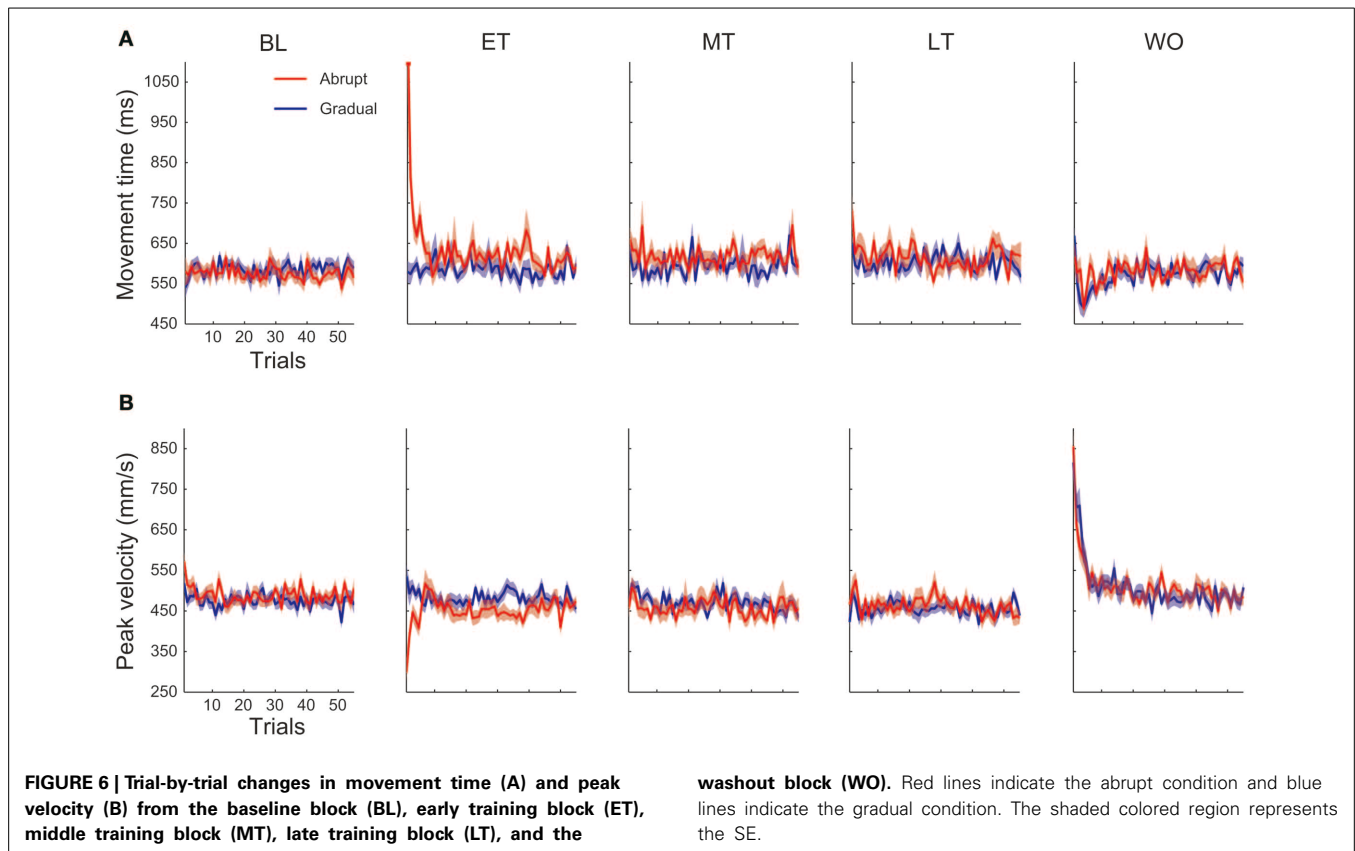 A
BL
ET
MT
LT
WO
Abrupt
Gradual
Movement time (ms)
1050
950
850
750
650
550
450
10 20 30 40 50
Trials
B
Peak velocity (mm/s)
850
750
650
550
450
350
250
10 20 30 40 50
Trials
FIGURE 6 | Trial-by-trial changes in movement time (A) and peak
velocity (B) from the baseline block (BL), early training block (ET),
middle training block (MT), late training block (LT), and the
washout block (WO). Red lines indicate the abrupt condition and blue
lines indicate the gradual condition. The shaded colored region represents
the SE.